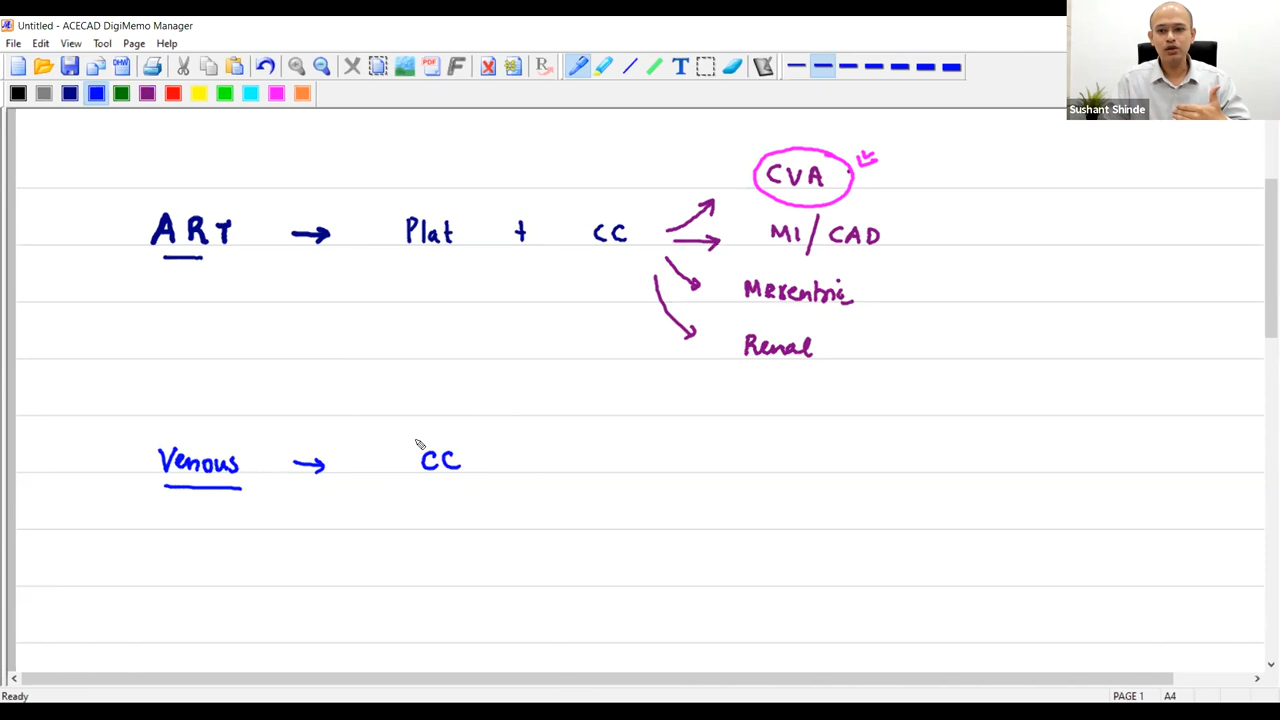 Untitled - ACECAD DigiMemo Manager
File Edit View Tool Page Help
Sushant Shinde
CVA
ART → Plat + CC
MI / CAD
Mesentric
Renal
Venous → CC
Ready
PAGE 1 A4